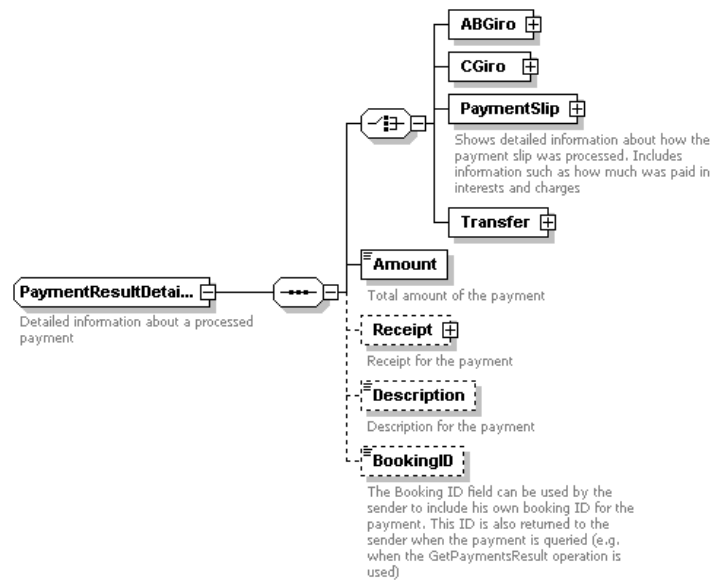 ABGiro
CGiro
PaymentSlip
Shows detailed information about how the
payment slip was processed. Includes
information such as how much was paid in
interests and charges
Transfer
PaymentResultDetai...
Detailed information about a processed
payment
Amount
Total amount of the payment
Receipt
Receipt for the payment
Description
Description for the payment
BookingID
The Booking ID field can be used by the
sender to include his own booking ID for the
payment. This ID is also returned to the
sender when the payment is queried (e.g.
when the GetPaymentsResult operation is
used)